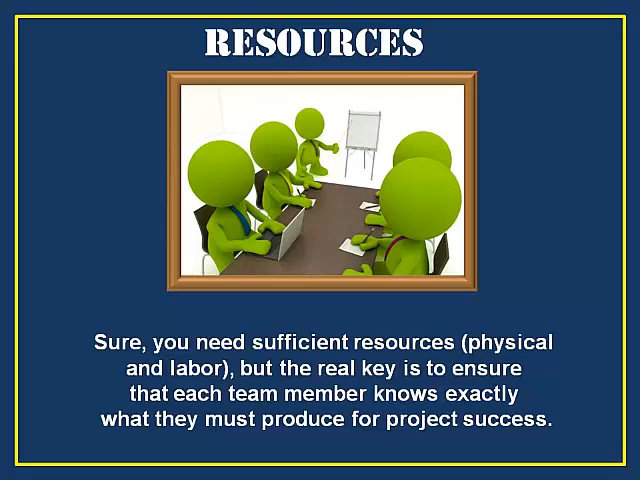 RESOURCES
Sure, you need sufficient resources (physical
and labor), but the real key is to ensure
that each team member knows exactly
what they must produce for project success.